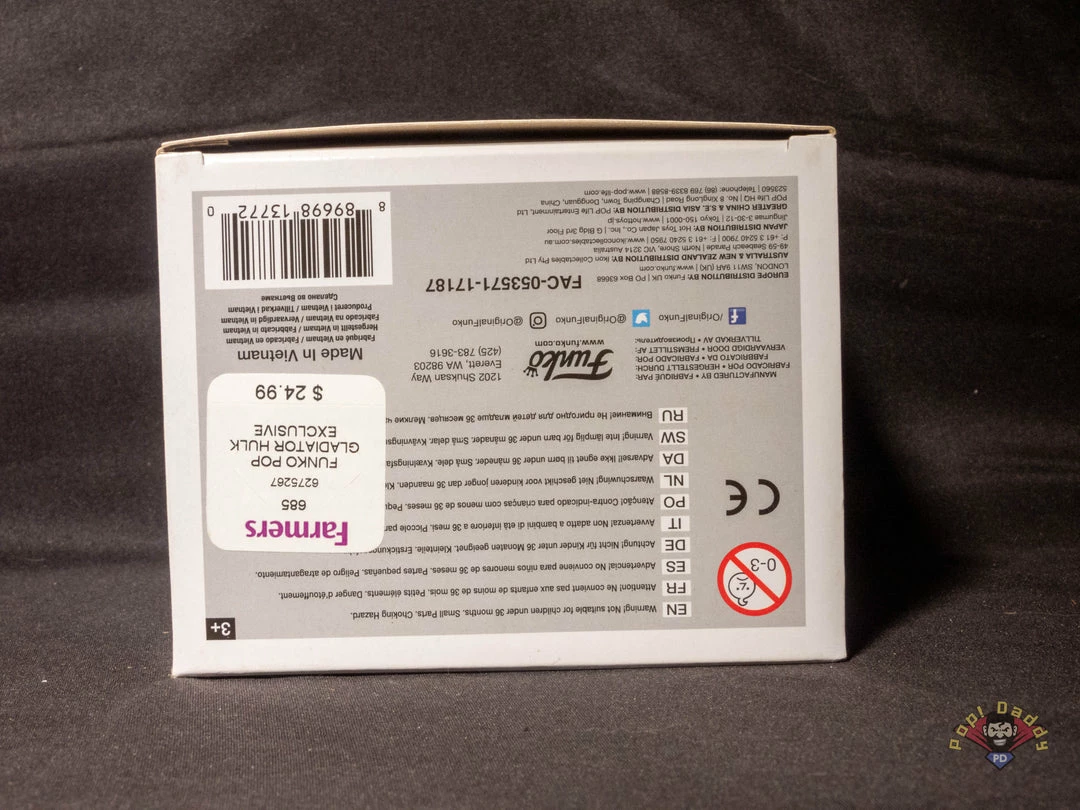 3+
EN Warning! Not suitable for children under 36 months. Small Parts. Choking Hazard.
FR Attention! Ne convient pas aux enfants de moins de 36 mois. Petits éléments. Danger d'étouffement.
ES Advertencia! No conviene para niños menores de 36 meses. Partes pequeñas. Peligro de atragantamiento.
DE Achtung! Nicht für Kinder unter 36 Monaten geeignet. Kleinteile.
IT Avvertenza! Non adatto a bambini di età inferiore a 36 mesi. Piccole
PO Atenção! Contra-indicado para crianças com menos de 36 meses.
NL Waarschuwing! Niet geschikt voor kinderen jonger dan 36 maanden.
DA Advarsel! Ikke egnet til børn under 36 måneder. Små dele.
SW Varning! Inte lämplig för barn under 36 månader. Små delar.
RU Внимание! Не пригодно для детей младше 36 месяцев. Мелкие
0-3
CE
Farmers
685
6275267
FUNKO POP
GLADIATOR HULK
EXCLUSIVE
$ 24.99
MANUFACTURED BY • FABRIQUÉ PAR:
FABRICADO POR • HERGESTELLT DURCH:
FABBRICATO DA • FABRICADO POR:
VERVAARDIGD DOOR • FREMSTILLET AF:
TILLVERKAD AV • Производитель:
Funko
www.Funko.com
1202 Shuksan Way
Everett, WA 98203
(425) 783-3616
/OriginalFunko
@OriginalFunko
@OriginalFunko
Made In Vietnam
Fabriqué en Vietnam / Fabricado en Vietnam
Hergestellt in Vietnam / Fabbricato in Vietnam
Fabricado na Vietnam / Vervaardigd in Vietnam
Produceret i Vietnam / Tillverkad i Vietnam
Сделано во Вьетнаме
FAC-053571-17187
EUROPE DISTRIBUTION BY: Funko UK | PO Box 63668
LONDON, SW11 9AR (UK) | www.funko.com
AUSTRALIA & NEW ZEALAND DISTRIBUTION BY: Ikon Collectables Pty Ltd
49-59 Seabeach Parade | North Shore, VIC 3214 Australia
P: +61 3 5240 7900 | F: +61 3 5240 7950 | www.ikoncollectables.com.au
JAPAN DISTRIBUTION BY: Hot Toys Japan Co., Inc. | G Bldg 3rd Floor
Jingumae 3-30-12 | Tokyo 150-0001 | www.hottoys.jp
GREATER CHINA & S.E. ASIA DISTRIBUTION BY: POP Life Entertainment, Ltd
POP Life HQ | No. 8 XingLong Road | Changping Town, Dongguan, China,
523560 | Telephone: (86) 769 8339-8588 | www.pop-life.com
8 89698 13772 0
Pop! Daddy
PD